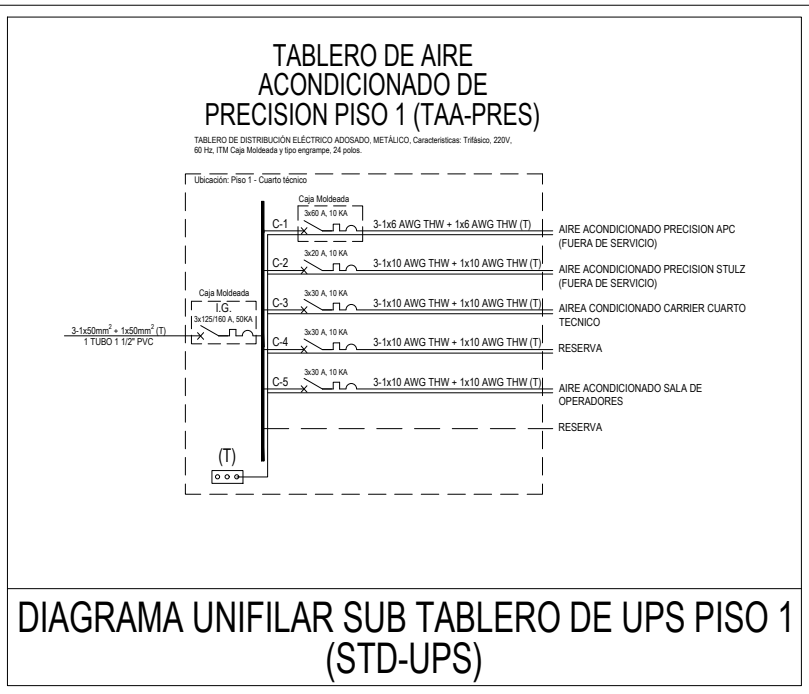 TABLERO DE AIRE
ACONDICIONADO DE
PRECISION PISO 1 (TAA-PRES)
TABLERO DE DISTRIBUCIÓN ELÉCTRICO ADOSADO, METÁLICO, Caracteristicas: Trifásico, 220V,
60 Hz, ITM Caja Moldeada y tipo engrampe, 24 polos.
Ubicación: Piso 1 - Cuarto técnico
Caja Moldeada
3x60 A, 10 KA
C-1
3-1x6 AWG THW + 1x6 AWG THW (T)
AIRE ACONDICIONADO PRECISION APC
(FUERA DE SERVICIO)
3x20 A, 10 KA
C-2
3-1x10 AWG THW + 1x10 AWG THW (T)
AIRE ACONDICIONADO PRECISION STULZ
(FUERA DE SERVICIO)
Caja Moldeada
I.G.
3x125/160 A, 50KA
3-1x50mm² + 1x50mm² (T)
1 TUBO 1 1/2" PVC
3x30 A, 10 KA
C-3
3-1x10 AWG THW + 1x10 AWG THW (T)
AIREA CONDICIONADO CARRIER CUARTO
TECNICO
3x30 A, 10 KA
C-4
3-1x10 AWG THW + 1x10 AWG THW (T)
RESERVA
3x30 A, 10 KA
C-5
3-1x10 AWG THW + 1x10 AWG THW (T)
AIRE ACONDICIONADO SALA DE
OPERADORES
RESERVA
(T)
DIAGRAMA UNIFILAR SUB TABLERO DE UPS PISO 1
(STD-UPS)